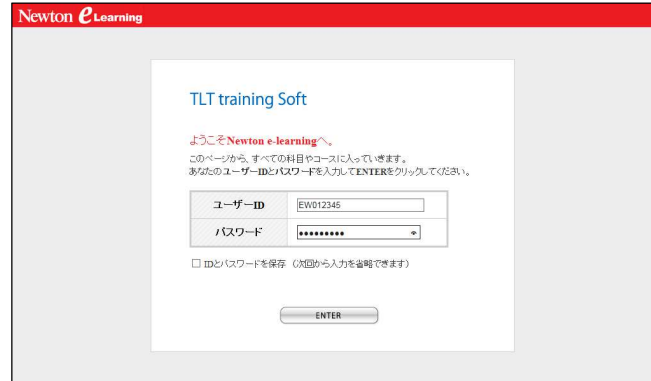 Newton e Learning
TLT training Soft
ようこそNewton e-learningへ。
このページから、すべての科目やコースに入っていきます。
あなたのユーザーIDとパスワードを入力してENTERをクリックしてください。
ユーザーID EW012345
パスワード •••••••••
IDとパスワードを保存（次回から入力を省略できます）
ENTER